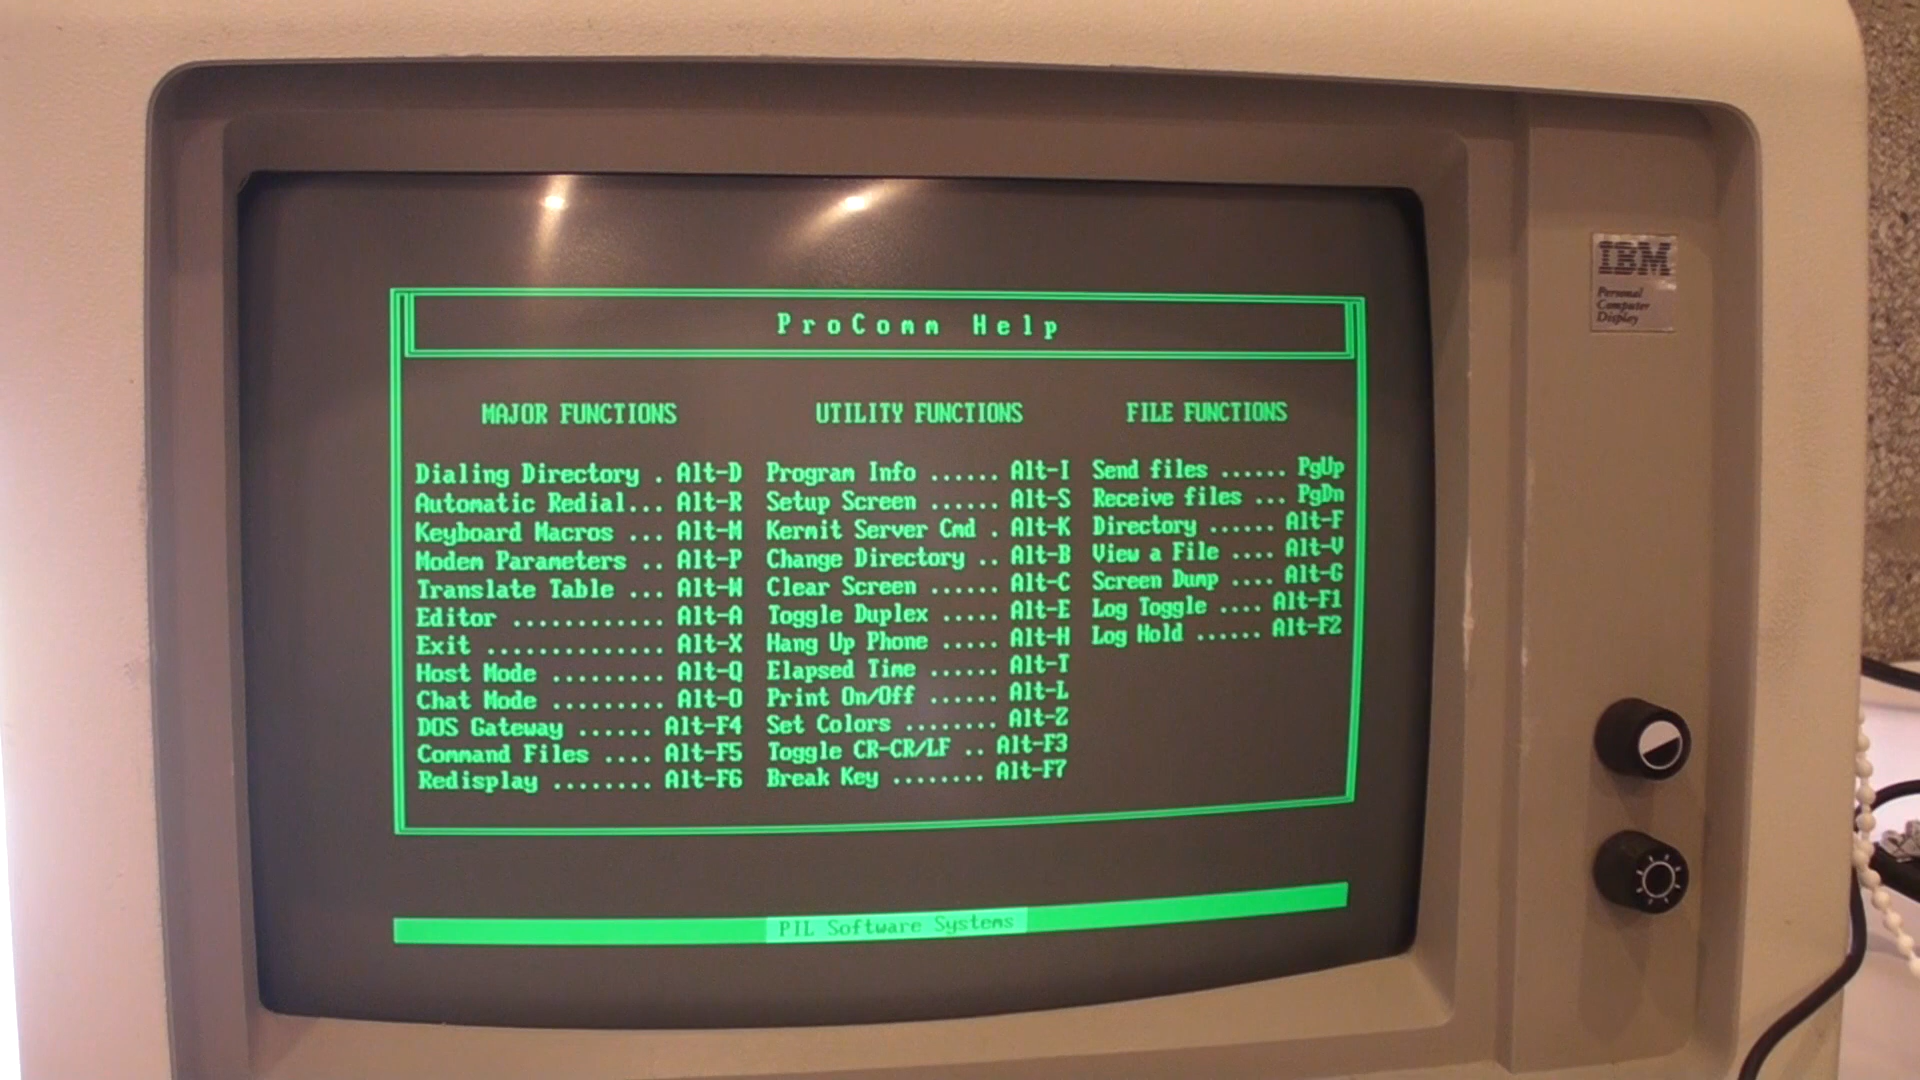 ProComm Help
MAJOR FUNCTIONS
Dialing Directory . Alt-D
Automatic Redial... Alt-R
Keyboard Macros ... Alt-M
Modem Parameters .. Alt-P
Translate Table ... Alt-W
Editor ............ Alt-A
Exit .............. Alt-X
Host Mode ......... Alt-Q
Chat Mode ......... Alt-O
DOS Gateway ...... Alt-F4
Command Files .... Alt-F5
Redisplay ........ Alt-F6
UTILITY FUNCTIONS
Program Info ...... Alt-I
Setup Screen ...... Alt-S
Kermit Server Cmd . Alt-K
Change Directory .. Alt-B
Clear Screen ...... Alt-C
Toggle Duplex ..... Alt-E
Hang Up Phone ..... Alt-H
Elapsed Time ...... Alt-T
Print On/Off ...... Alt-L
Set Colors ........ Alt-Z
Toggle CR-CR/LF .. Alt-F3
Break Key ........ Alt-F7
FILE FUNCTIONS
Send files ...... PgUp
Receive files ... PgDn
Directory ...... Alt-F
View a File .... Alt-V
Screen Dump .... Alt-G
Log Toggle .... Alt-F1
Log Hold ...... Alt-F2
PIL Software Systems
IBM
Personal
Computer
Display